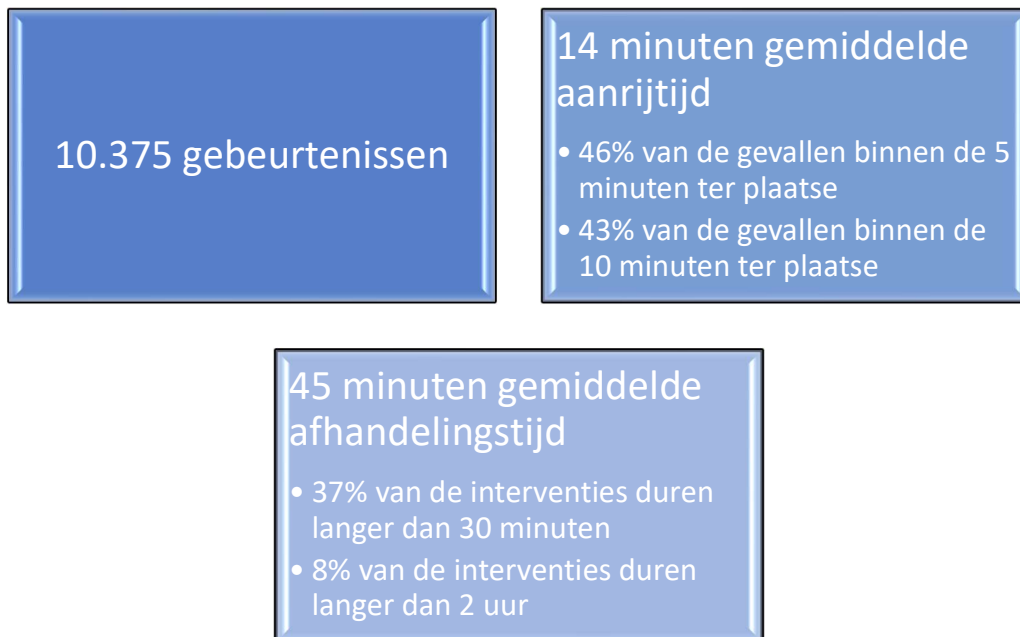 10.375 gebeurtenissen
14 minuten gemiddelde
aanrijtijd
• 46% van de gevallen binnen de 5
minuten ter plaatse
• 43% van de gevallen binnen de
10 minuten ter plaatse
45 minuten gemiddelde
afhandelingstijd
• 37% van de interventies duren
langer dan 30 minuten
• 8% van de interventies duren
langer dan 2 uur